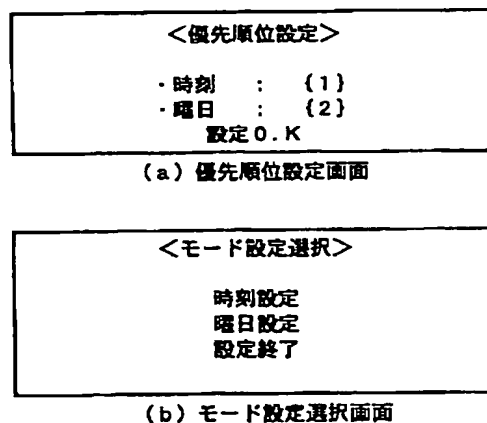 ＜優先順位設定＞
・時刻 : {1}
・曜日 : {2}
設定O.K
(a) 優先順位設定画面
＜モード設定選択＞
時刻設定
曜日設定
設定終了
(b) モード設定選択画面